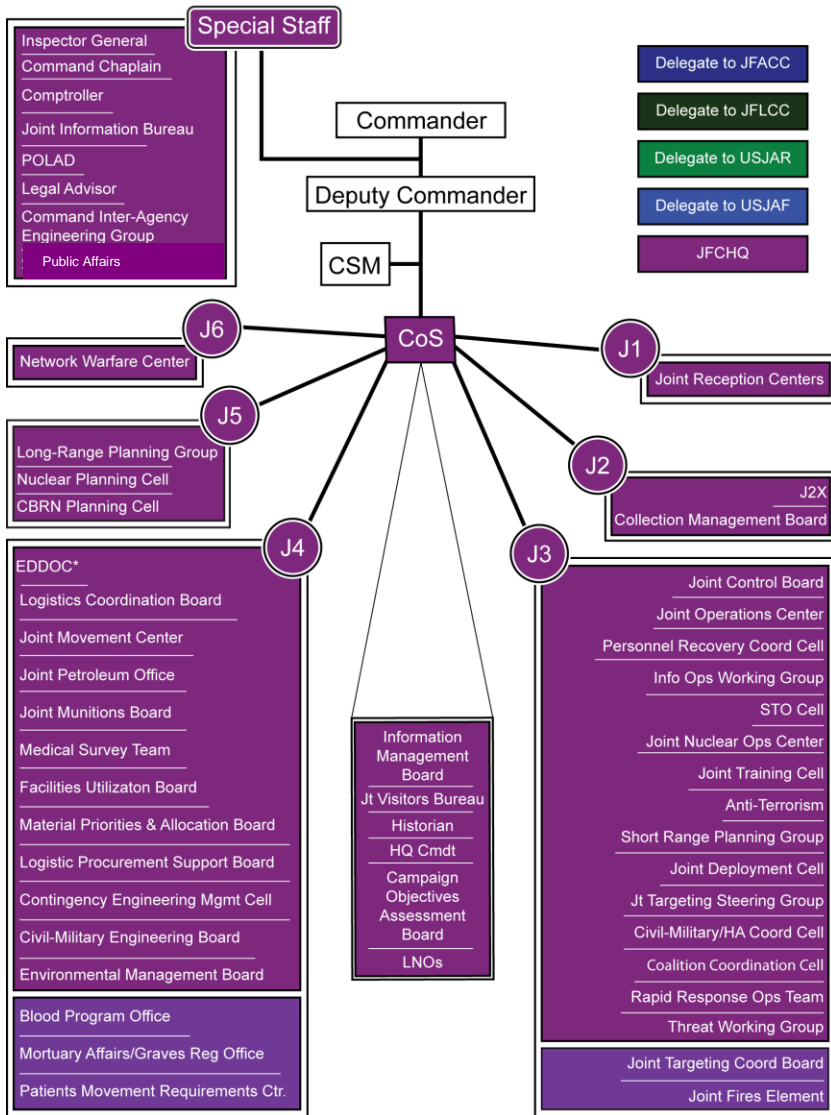 Special Staff
Inspector General
Command Chaplain
Comptroller
Joint Information Bureau
POLAD
Legal Advisor
Command Inter-Agency
Engineering Group
Public Affairs
Commander
Deputy Commander
CSM
CoS
Delegate to JFACC
Delegate to JFLCC
Delegate to USJAR
Delegate to USJAF
JFCHQ
J6
Network Warfare Center
J1
Joint Reception Centers
J5
Long-Range Planning Group
Nuclear Planning Cell
CBRN Planning Cell
J2
J2X
Collection Management Board
J4
EDDOC*
Logistics Coordination Board
Joint Movement Center
Joint Petroleum Office
Joint Munitions Board
Medical Survey Team
Facilities Utilizaton Board
Material Priorities & Allocation Board
Logistic Procurement Support Board
Contingency Engineering Mgmt Cell
Civil-Military Engineering Board
Environmental Management Board
Blood Program Office
Mortuary Affairs/Graves Reg Office
Patients Movement Requirements Ctr.
Information
Management
Board
Jt Visitors Bureau
Historian
HQ Cmdt
Campaign
Objectives
Assessment
Board
LNOs
J3
Joint Control Board
Joint Operations Center
Personnel Recovery Coord Cell
Info Ops Working Group
STO Cell
Joint Nuclear Ops Center
Joint Training Cell
Anti-Terrorism
Short Range Planning Group
Joint Deployment Cell
Jt Targeting Steering Group
Civil-Military/HA Coord Cell
Coalition Coordination Cell
Rapid Response Ops Team
Threat Working Group
Joint Targeting Coord Board
Joint Fires Element